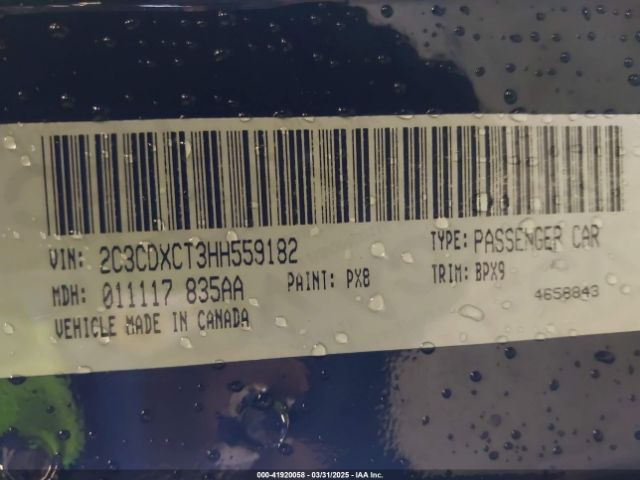 VIN: 2C3CDXCT3HH559182
TYPE: PASSENGER CAR
MDH: 011117 835AA
PAINT: PX8
TRIM: BPX9
VEHICLE MADE IN CANADA
4658843
000-41920058 - 03/31/2025 - IAA Inc.